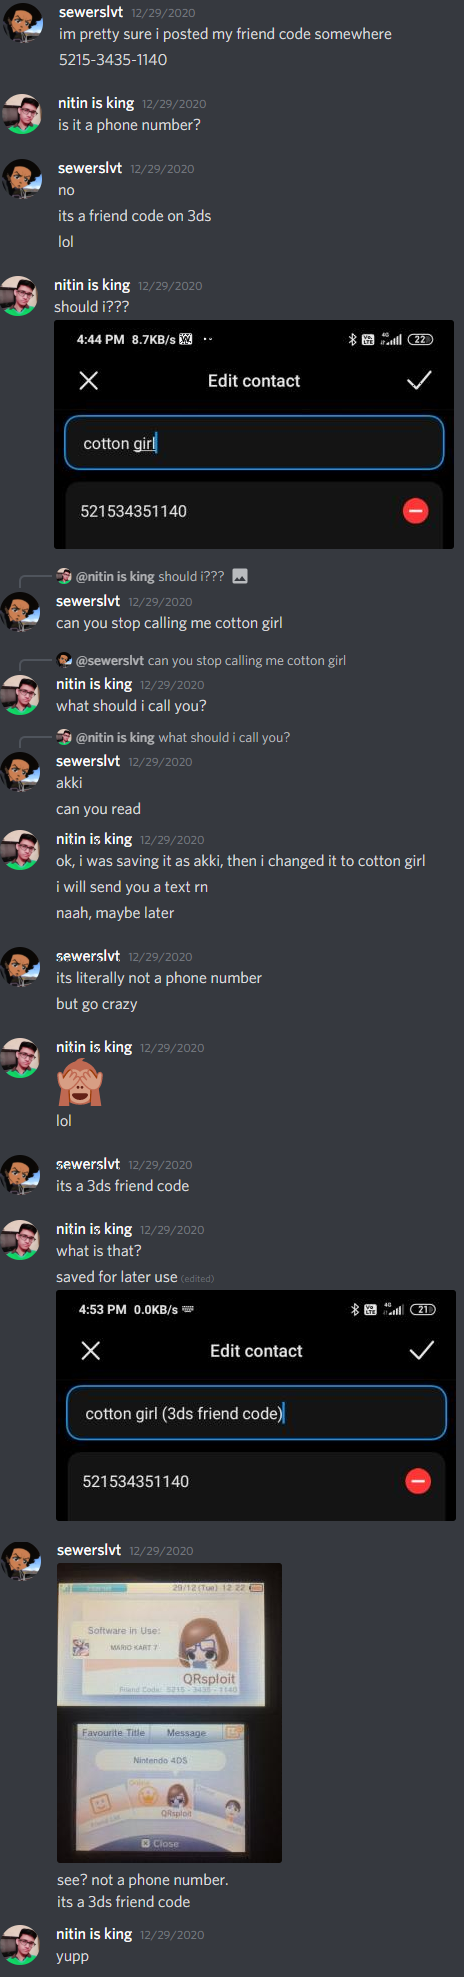 sewerslvt 12/29/2020
im pretty sure i posted my friend code somewhere
5215-3435-1140
nitin is king 12/29/2020
is it a phone number?
sewerslvt 12/29/2020
no
its a friend code on 3ds
lol
nitin is king 12/29/2020
should i???
4:44 PM 8.7KB/s 4G 22
Edit contact
cotton girl
521534351140
@nitin is king should i???
sewerslvt 12/29/2020
can you stop calling me cotton girl
@sewerslvt can you stop calling me cotton girl
nitin is king 12/29/2020
what should i call you?
@nitin is king what should i call you?
sewerslvt 12/29/2020
akki
can you read
nitin is king 12/29/2020
ok, i was saving it as akki, then i changed it to cotton girl
i will send you a text rn
naah, maybe later
sewerslvt 12/29/2020
its literally not a phone number
but go crazy
nitin is king 12/29/2020
lol
sewerslvt 12/29/2020
its a 3ds friend code
nitin is king 12/29/2020
what is that?
saved for later use (edited)
4:53 PM 0.0KB/s 4G 21
Edit contact
cotton girl (3ds friend code)
521534351140
sewerslvt 12/29/2020
Internet 29/12 (Tue) 12:22
Software in Use:
MARIO KART 7
QRsploit
Friend Code: 5215 - 3435 - 1140
Favourite Title Message
Nintendo 4DS
Friend List
QRsploit
Close
see? not a phone number.
its a 3ds friend code
nitin is king 12/29/2020
yupp